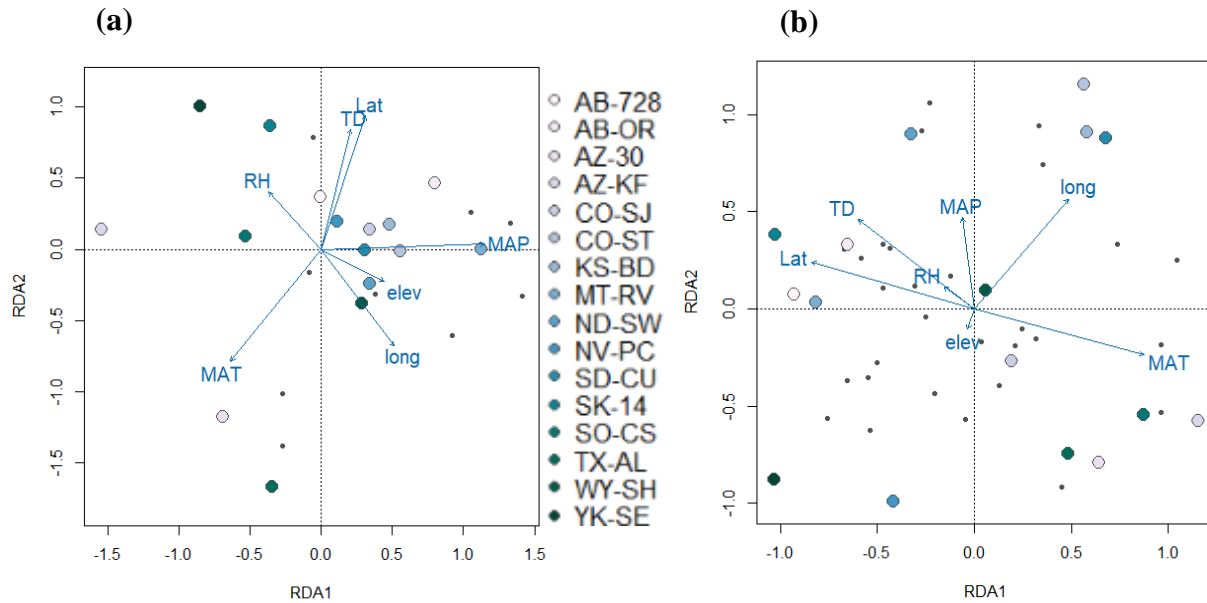 (a)
(b)
RDA2
1.0
0.5
0.0
-0.5
-1.0
-1.5
-1.5
-1.0
-0.5
0.0
0.5
1.0
1.5
RDA1
Lat
TD
RH
MAP
elev
long
MAT
AB-728
AB-OR
AZ-30
AZ-KF
CO-SJ
CO-ST
KS-BD
MT-RV
ND-SW
NV-PC
SD-CU
SK-14
SO-CS
TX-AL
WY-SH
YK-SE
RDA2
1.0
0.5
0.0
-0.5
-1.0
-1.0
-0.5
0.0
0.5
1.0
RDA1
long
TD
MAP
Lat
RH
elev
MAT